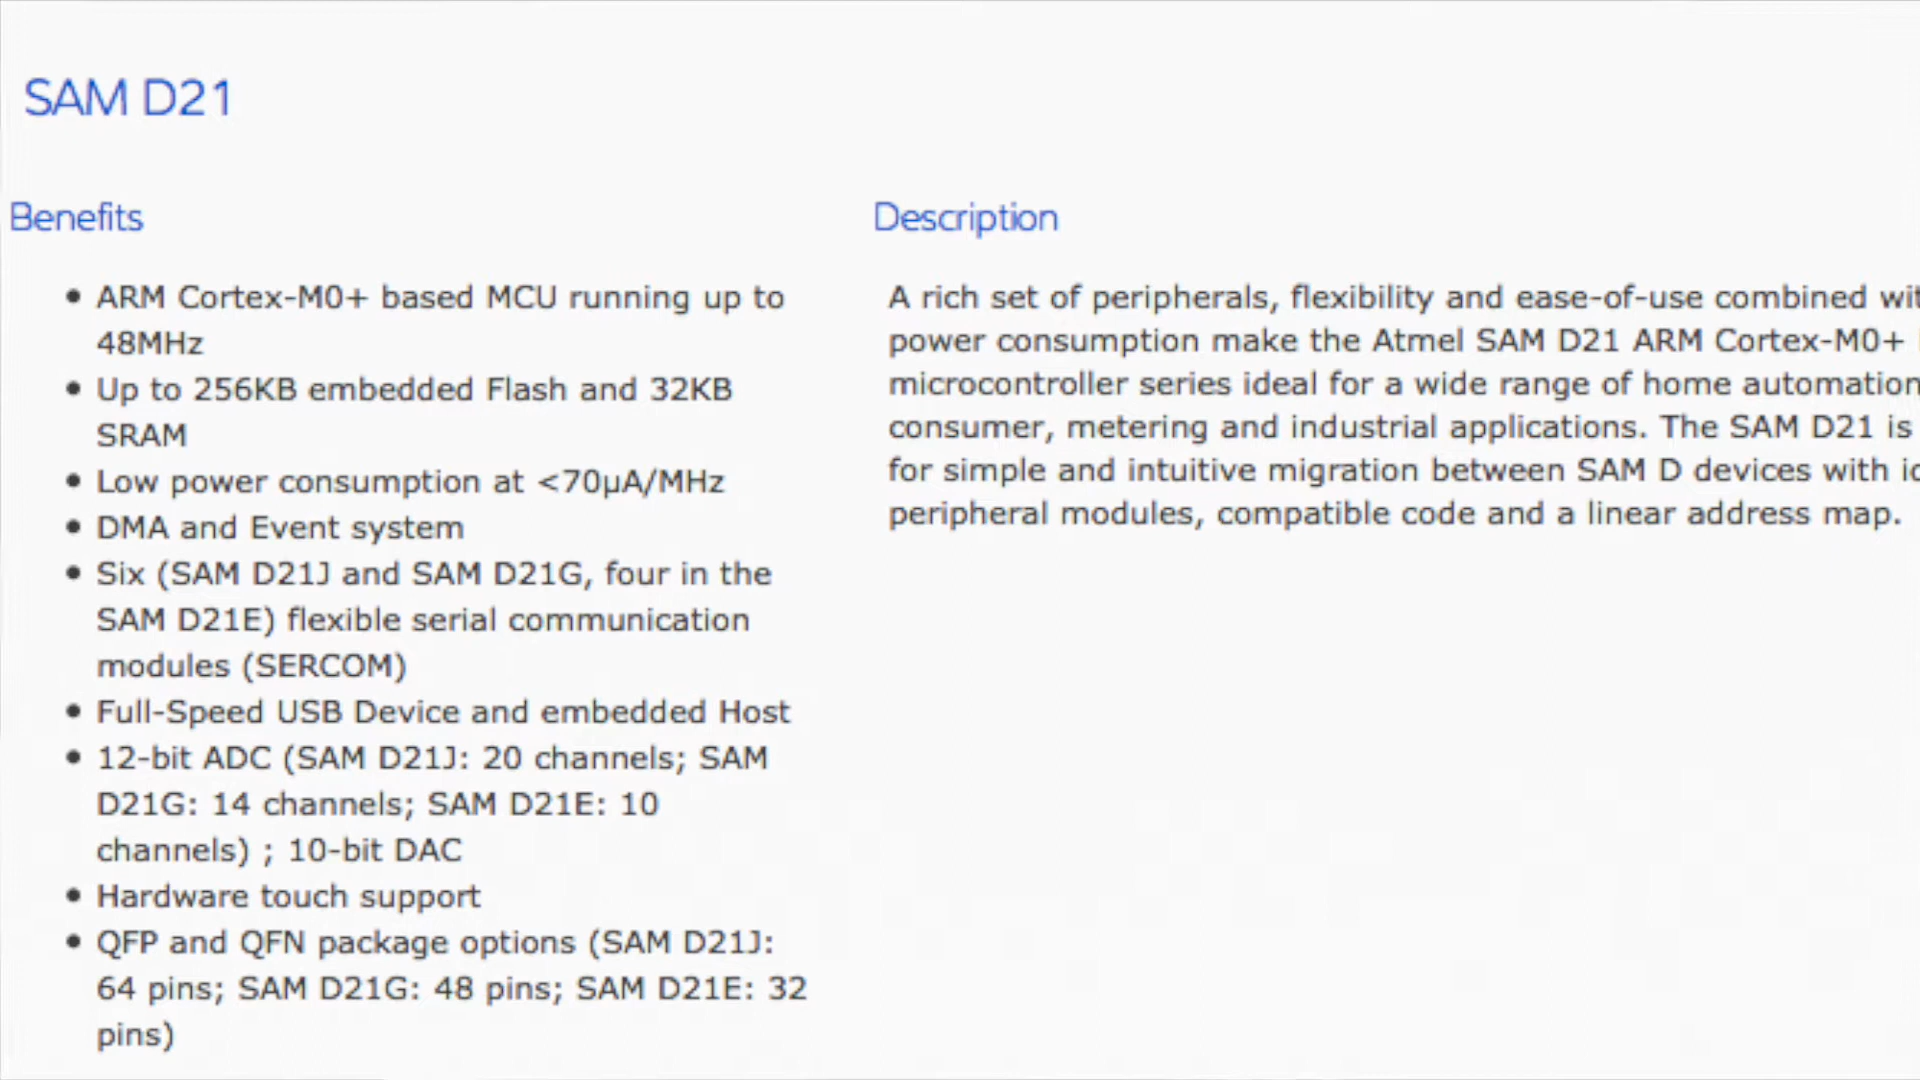 SAM D21
Benefits
ARM Cortex-M0+ based MCU running up to
48MHz
Up to 256KB embedded Flash and 32KB
SRAM
Low power consumption at <70µA/MHz
DMA and Event system
Six (SAM D21J and SAM D21G, four in the
SAM D21E) flexible serial communication
modules (SERCOM)
Full-Speed USB Device and embedded Host
12-bit ADC (SAM D21J: 20 channels; SAM
D21G: 14 channels; SAM D21E: 10
channels) ; 10-bit DAC
Hardware touch support
QFP and QFN package options (SAM D21J:
64 pins; SAM D21G: 48 pins; SAM D21E: 32
pins)
Description
A rich set of peripherals, flexibility and ease-of-use combined
power consumption make the Atmel SAM D21 ARM Cortex-M0+
microcontroller series ideal for a wide range of home automation
consumer, metering and industrial applications. The SAM D21 is
for simple and intuitive migration between SAM D devices with
peripheral modules, compatible code and a linear address map.